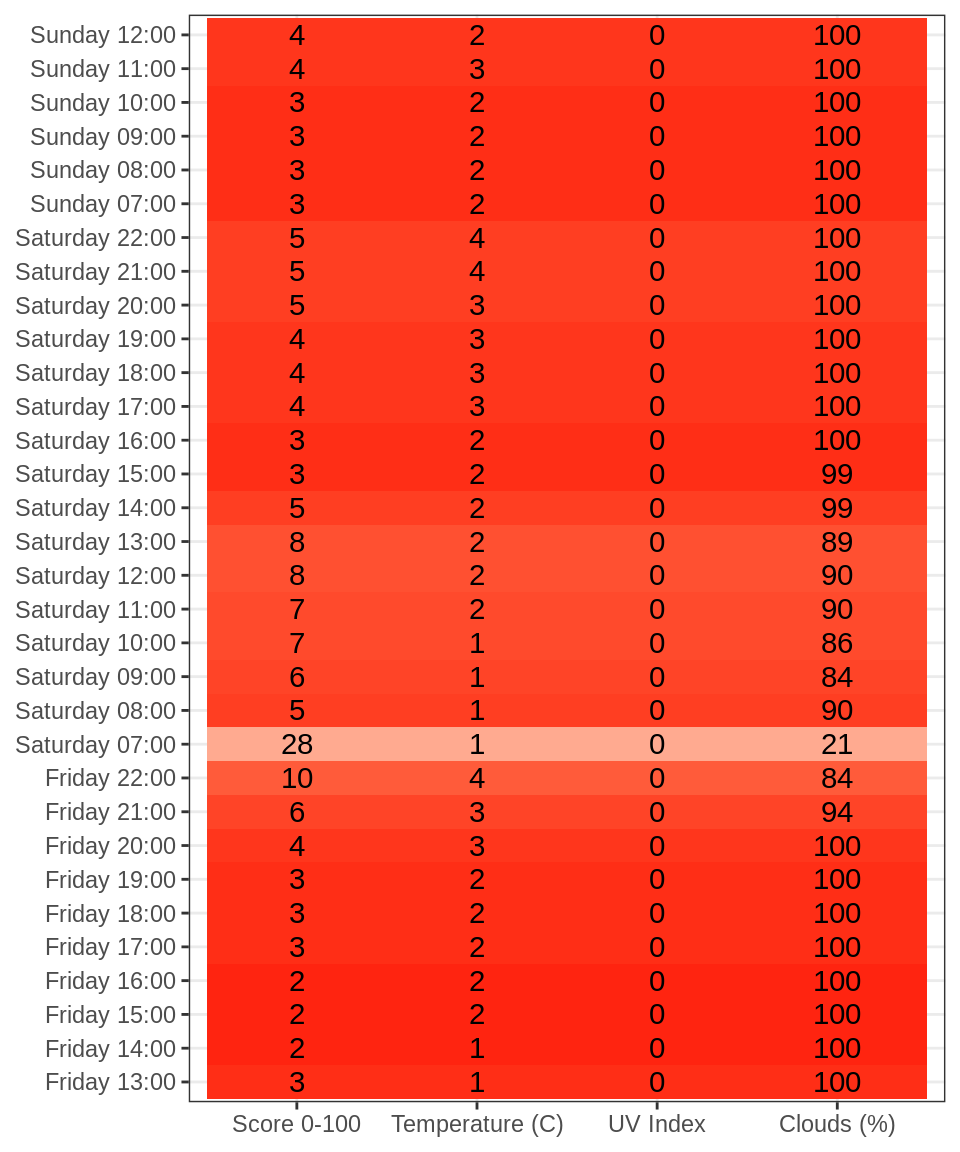 Sunday 12:00 4 2 0 100
Sunday 11:00 4 3 0 100
Sunday 10:00 3 2 0 100
Sunday 09:00 3 2 0 100
Sunday 08:00 3 2 0 100
Sunday 07:00 3 2 0 100
Saturday 22:00 5 4 0 100
Saturday 21:00 5 4 0 100
Saturday 20:00 5 3 0 100
Saturday 19:00 4 3 0 100
Saturday 18:00 4 3 0 100
Saturday 17:00 4 3 0 100
Saturday 16:00 3 2 0 100
Saturday 15:00 3 2 0 99
Saturday 14:00 5 2 0 99
Saturday 13:00 8 2 0 89
Saturday 12:00 8 2 0 90
Saturday 11:00 7 2 0 90
Saturday 10:00 7 1 0 86
Saturday 09:00 6 1 0 84
Saturday 08:00 5 1 0 90
Saturday 07:00 28 1 0 21
Friday 22:00 10 4 0 84
Friday 21:00 6 3 0 94
Friday 20:00 4 3 0 100
Friday 19:00 3 2 0 100
Friday 18:00 3 2 0 100
Friday 17:00 3 2 0 100
Friday 16:00 2 2 0 100
Friday 15:00 2 2 0 100
Friday 14:00 2 1 0 100
Friday 13:00 3 1 0 100
Score 0-100 Temperature (C) UV Index Clouds (%)